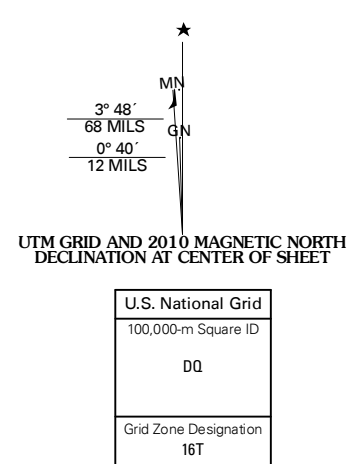 MN
3° 48´
68 MILS
GN
0° 40´
12 MILS
UTM GRID AND 2010 MAGNETIC NORTH
DECLINATION AT CENTER OF SHEET
U.S. National Grid
100,000-m Square ID
DQ
Grid Zone Designation
16T